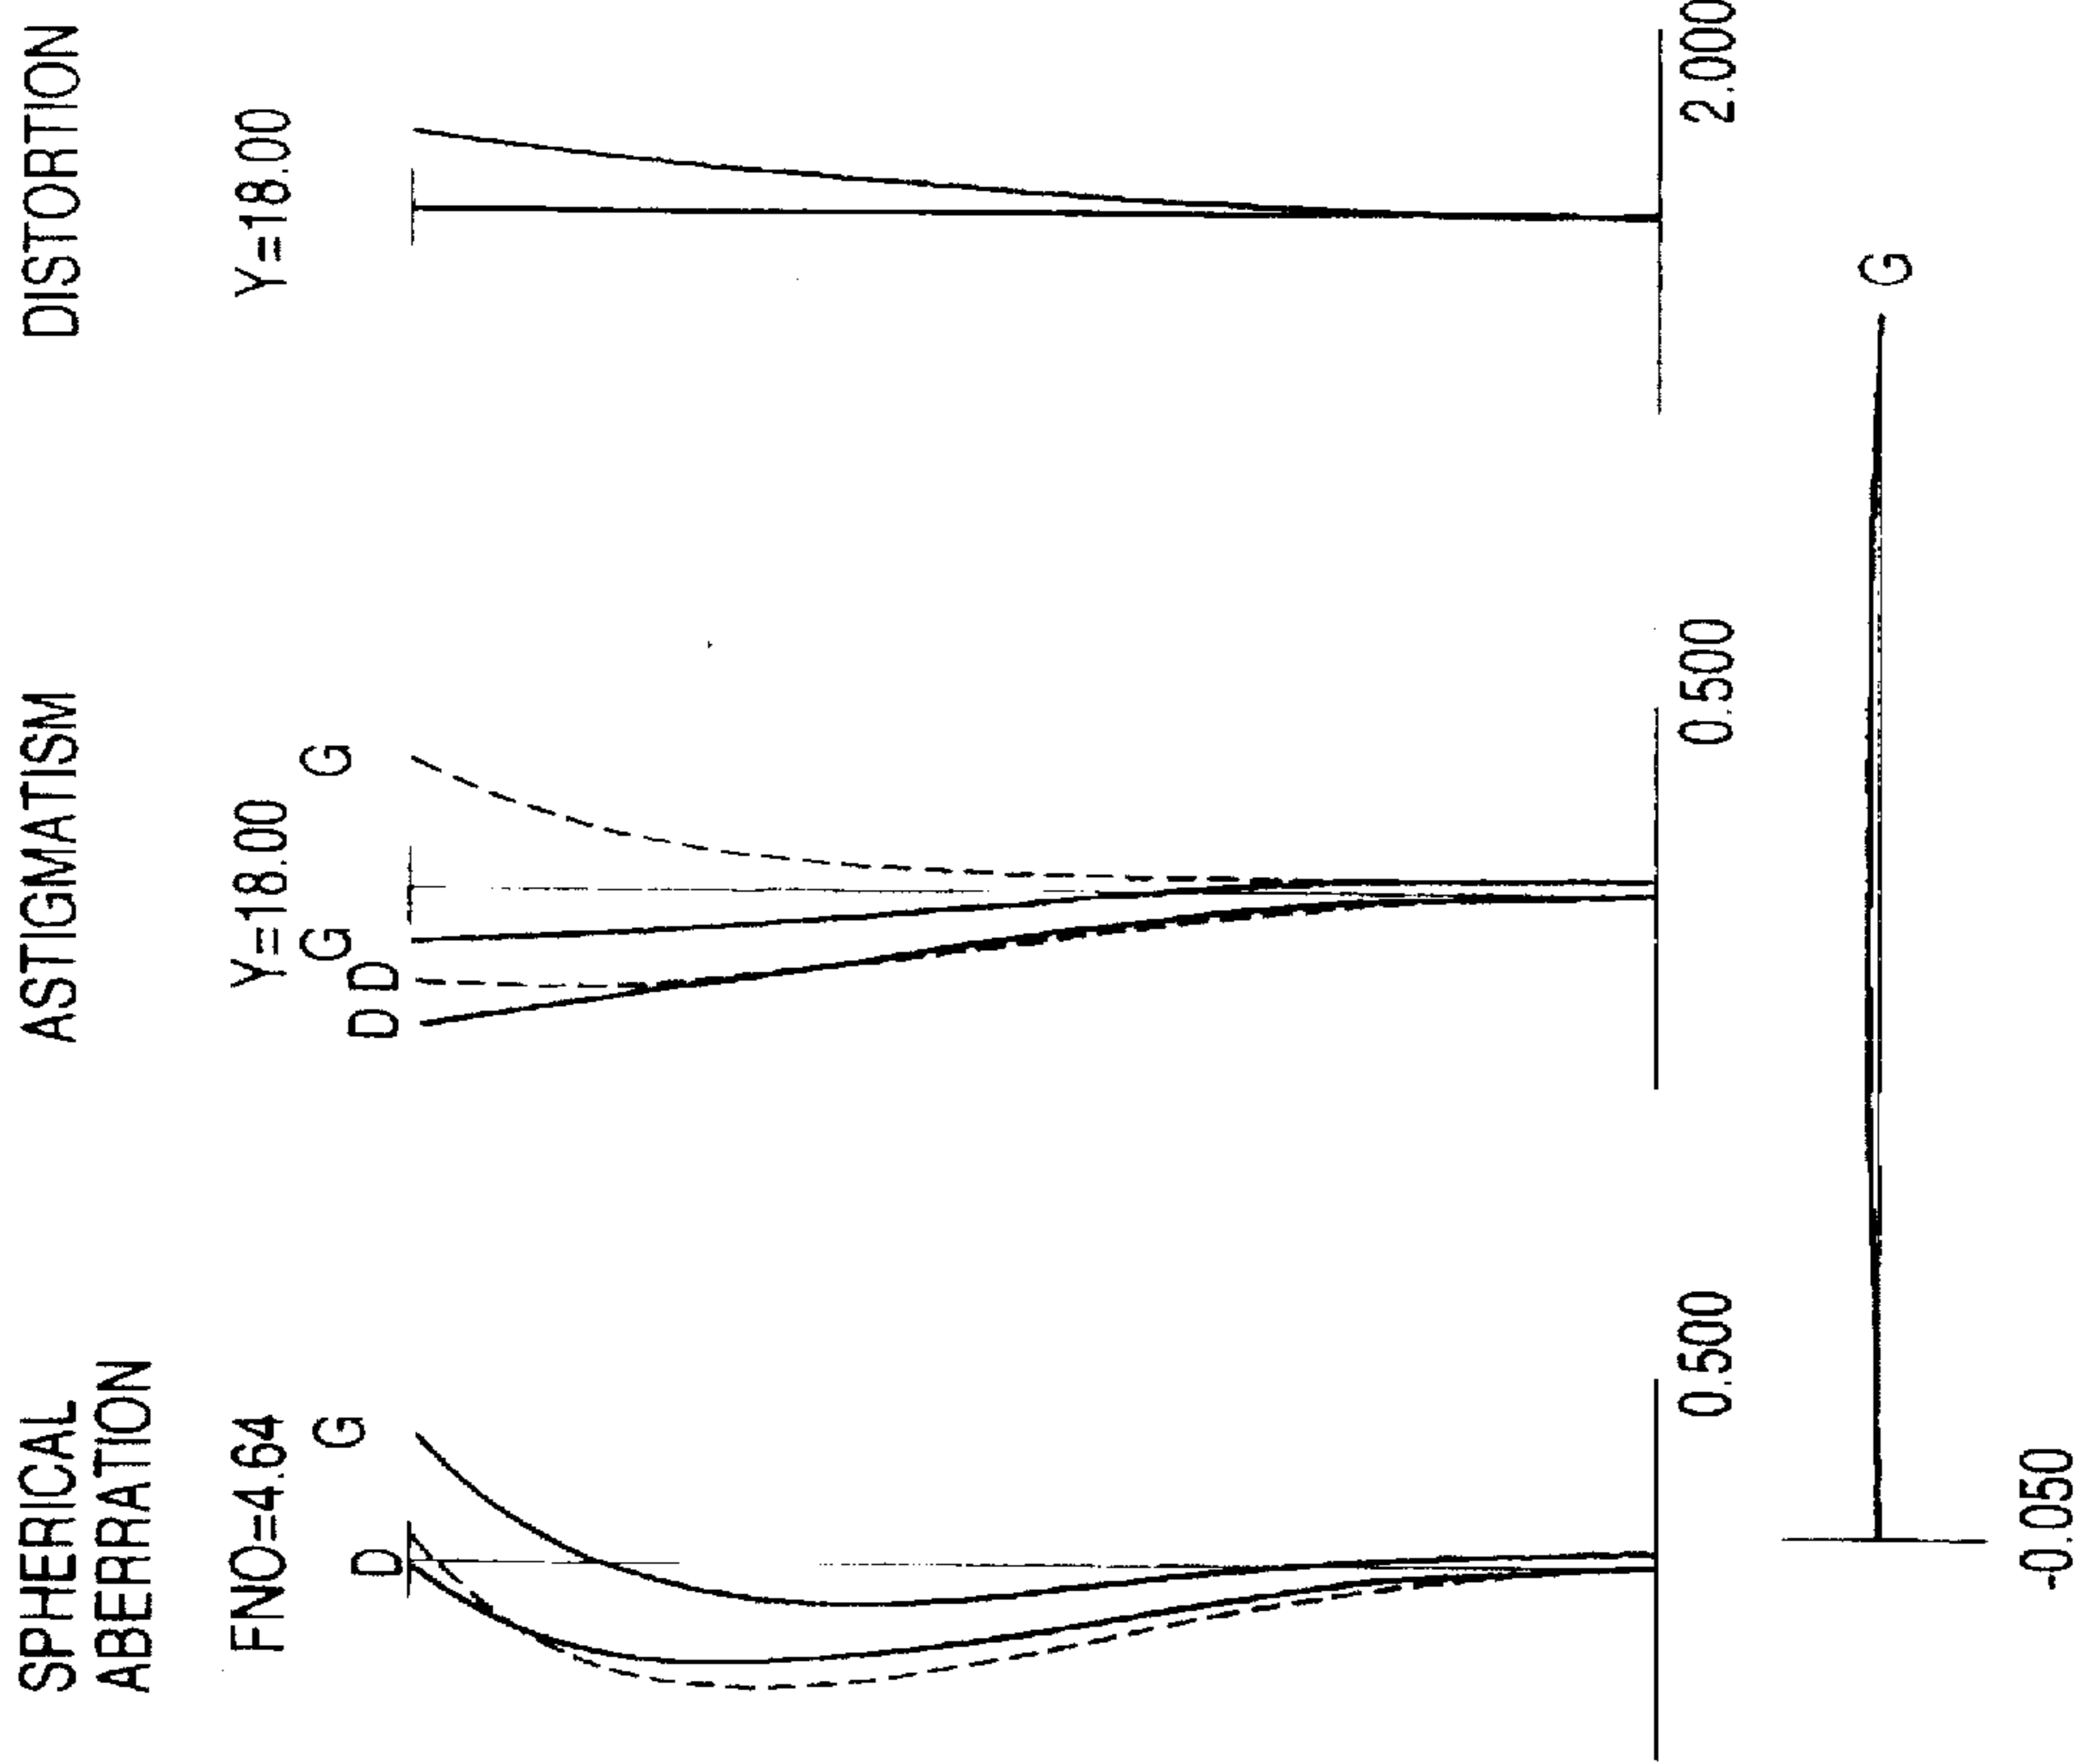 SPHERICAL
ABERRATION
FNO=4.64
G
D
0.500
ASTIGMATISM
Y=18.00
G
G
D D
0.500
DISTORTION
Y=18.00
2.000
G
-0.050